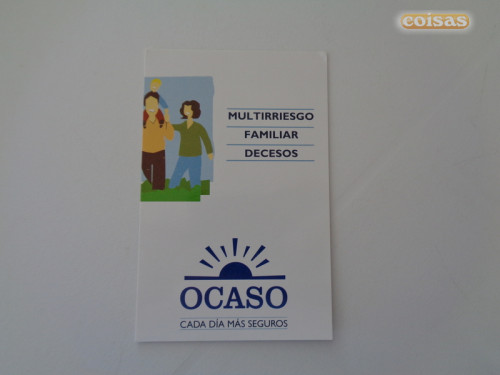 coisas
MULTIRRIESGO
FAMILIAR
DECESOS
OCASO
CADA DÍA MÁS SEGUROS